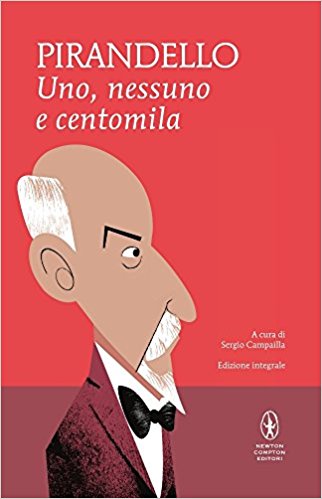 PIRANDELLO
Uno, nessuno
e centomila
A cura di
Sergio Campailla
Edizione integrale
NEWTON
COMPTON
EDITORI